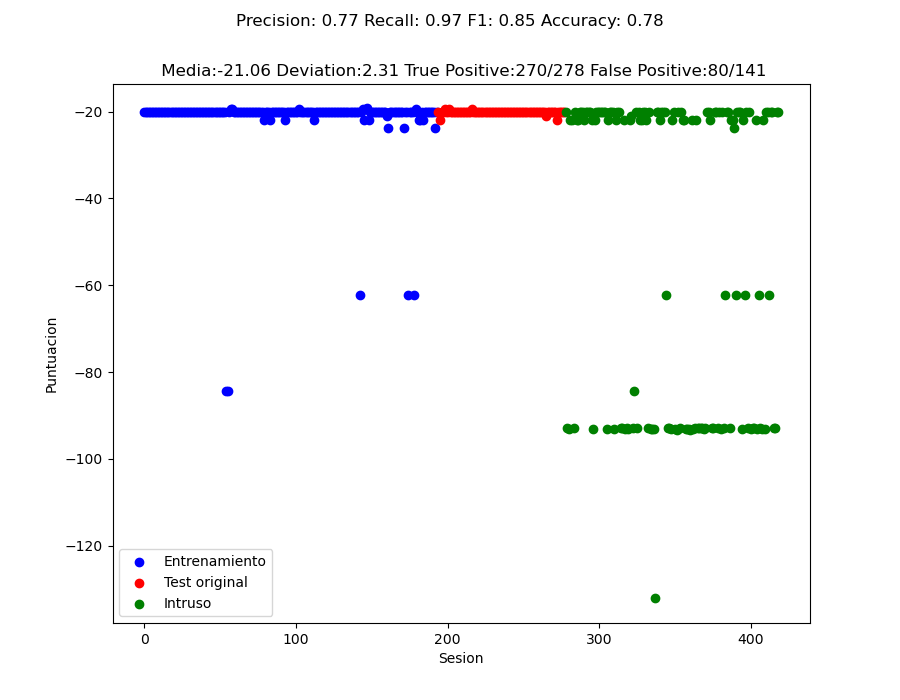 Precision: 0.77 Recall: 0.97 F1: 0.85 Accuracy: 0.78
Media:-21.06 Deviation:2.31 True Positive:270/278 False Positive:80/141
−20
−40
−60
−80
−100
−120
Puntuacion
Entrenamiento
Test original
Intruso
0
100
200
300
400
Sesion